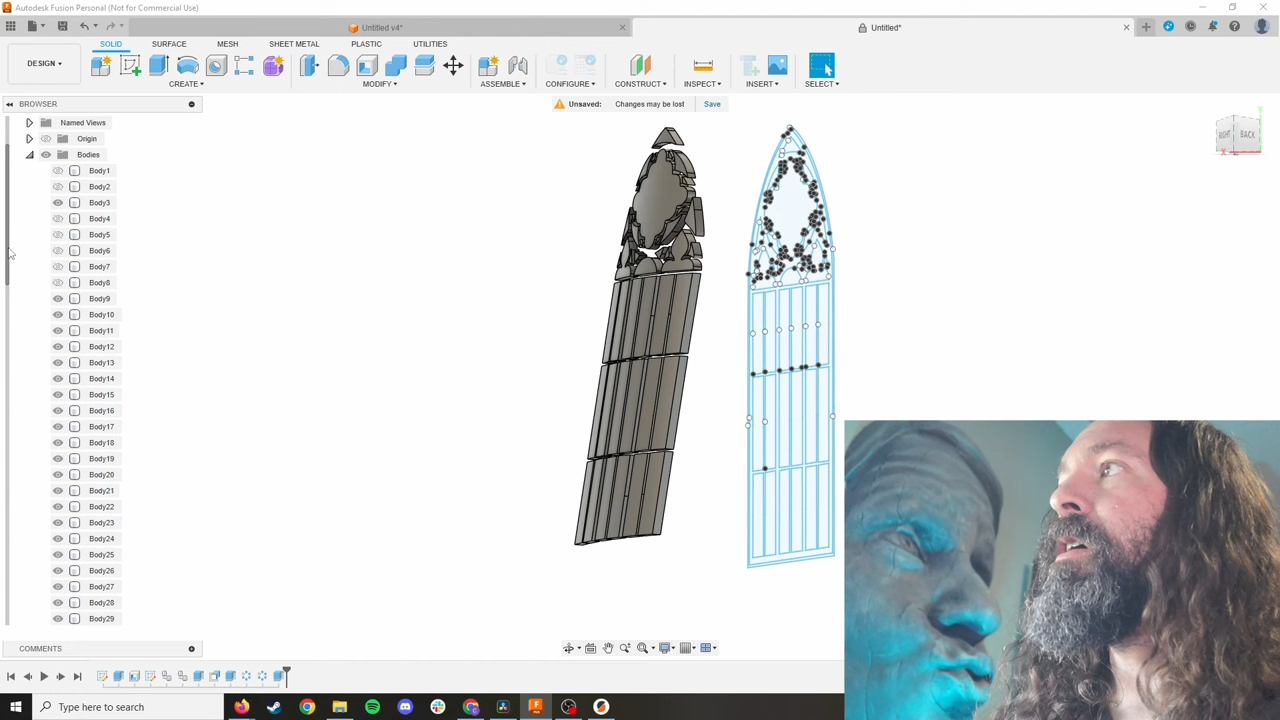 Autodesk Fusion Personal (Not for Commercial Use)
Untitled v4*
Untitled*
DESIGN
SOLID SURFACE MESH SHEET METAL PLASTIC UTILITIES
CREATE MODIFY ASSEMBLE CONFIGURE CONSTRUCT INSPECT INSERT SELECT
BROWSER
Unsaved: Changes may be lost Save
RIGHT BACK
X
Named Views
Origin
Bodies
Body1
Body2
Body3
Body4
Body5
Body6
Body7
Body8
Body9
Body10
Body11
Body12
Body13
Body14
Body15
Body16
Body17
Body18
Body19
Body20
Body21
Body22
Body23
Body24
Body25
Body26
Body27
Body28
Body29
COMMENTS
Type here to search